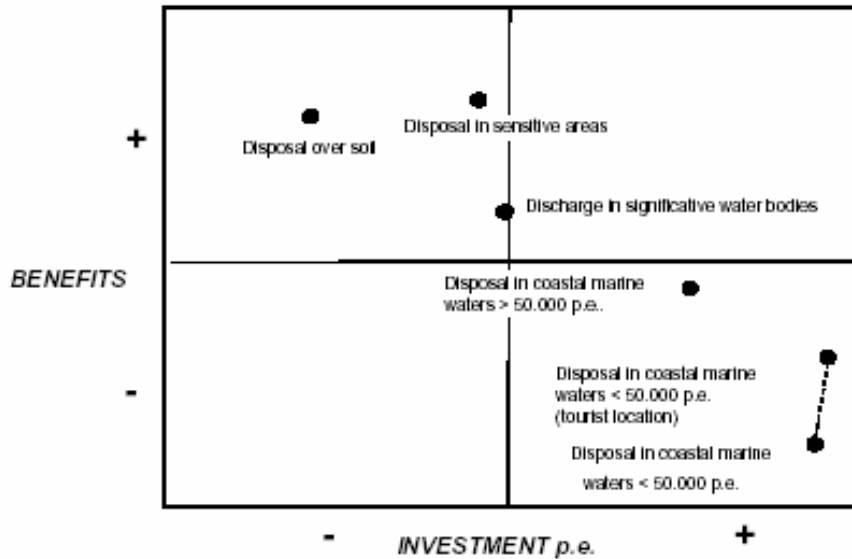 +
Disposal over soil
Disposal in sensitive areas
Discharge in significative water bodies
BENEFITS
Disposal in coastal marine
waters > 50.000 p.e..
-
Disposal in coastal marine
waters < 50.000 p.e.
(tourist location)
Disposal in coastal marine
waters < 50.000 p.e.
-
INVESTMENT p.e.
+